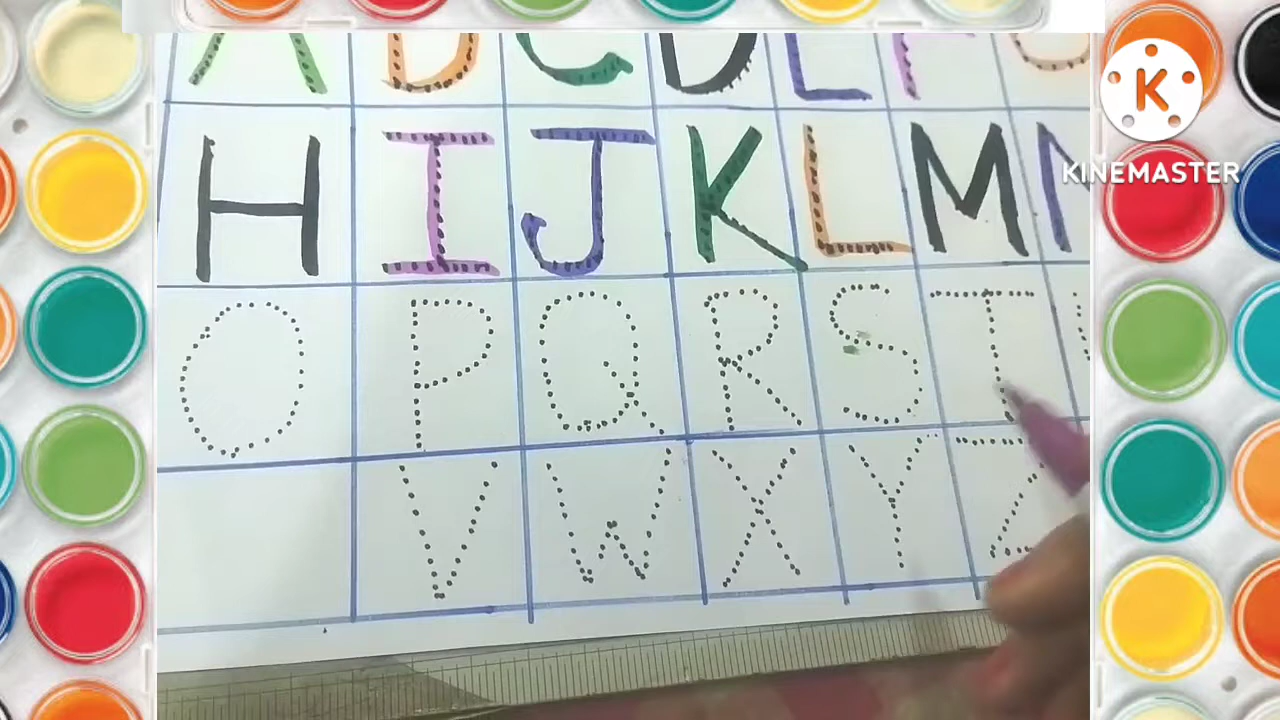 A B C D E F G
H I J K L M N
K
KINEMASTER
O P Q R S T
V W X Y Z